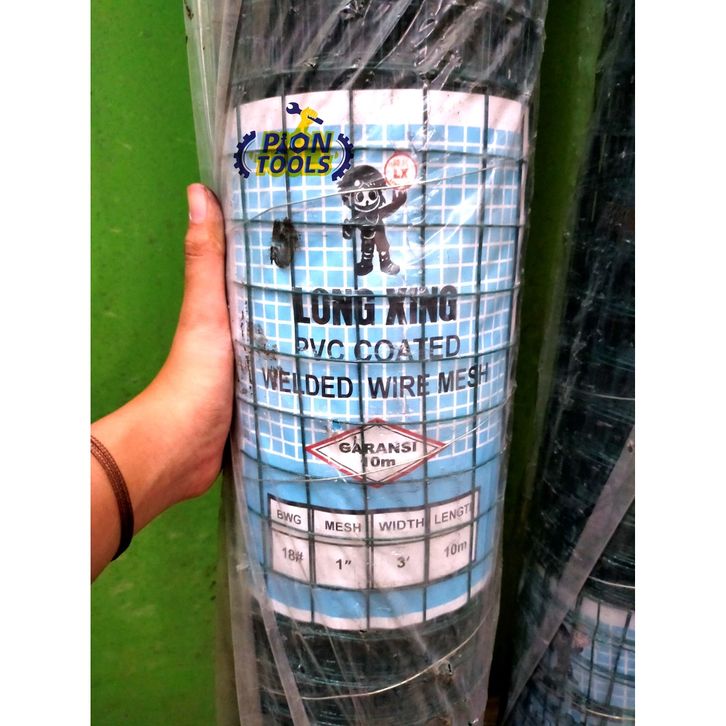 PION
TOOLS
LX
LONG XING
PVC COATED
WELDED WIRE MESH
GARANSI
10m
BWG MESH WIDTH LENGTH
18# 1" 3' 10m